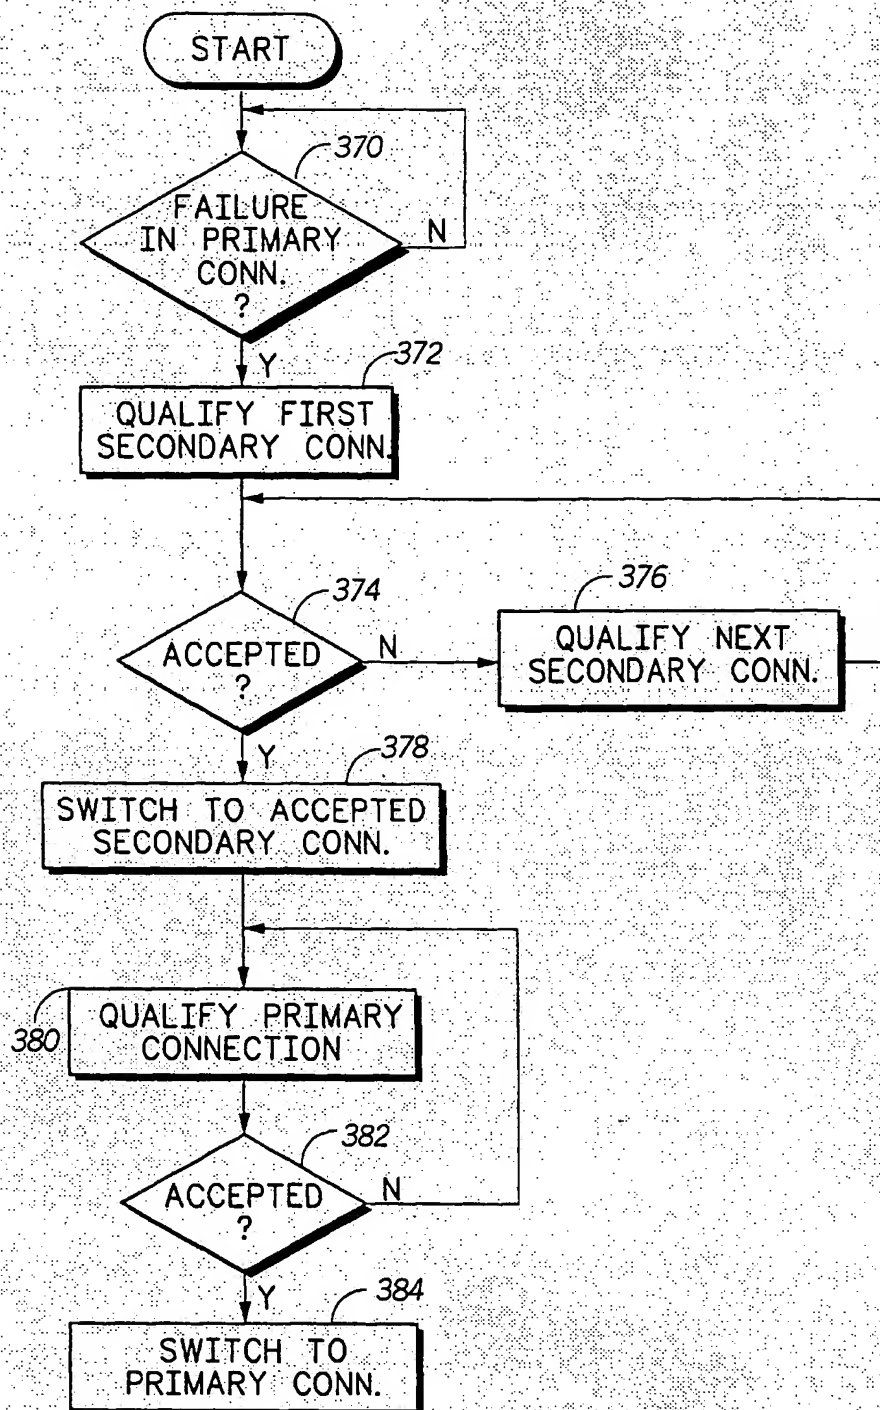 START
370
FAILURE
IN PRIMARY
CONN.
?
N
Y
372
QUALIFY FIRST
SECONDARY CONN.
374
ACCEPTED
?
N
376
QUALIFY NEXT
SECONDARY CONN.
Y
378
SWITCH TO ACCEPTED
SECONDARY CONN.
380
QUALIFY PRIMARY
CONNECTION
382
ACCEPTED
?
N
Y
384
SWITCH TO
PRIMARY CONN.